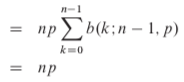 = np∑_{k=0}^{n−1} b(k; n − 1, p)
= np